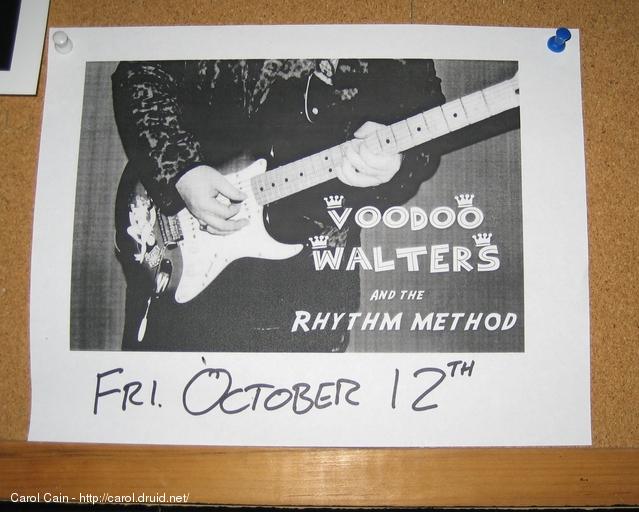 VOODOO
WALTERS
AND THE
RHYTHM METHOD
FRI. OCTOBER 12TH
Carol Cain - http://carol.druid.net/